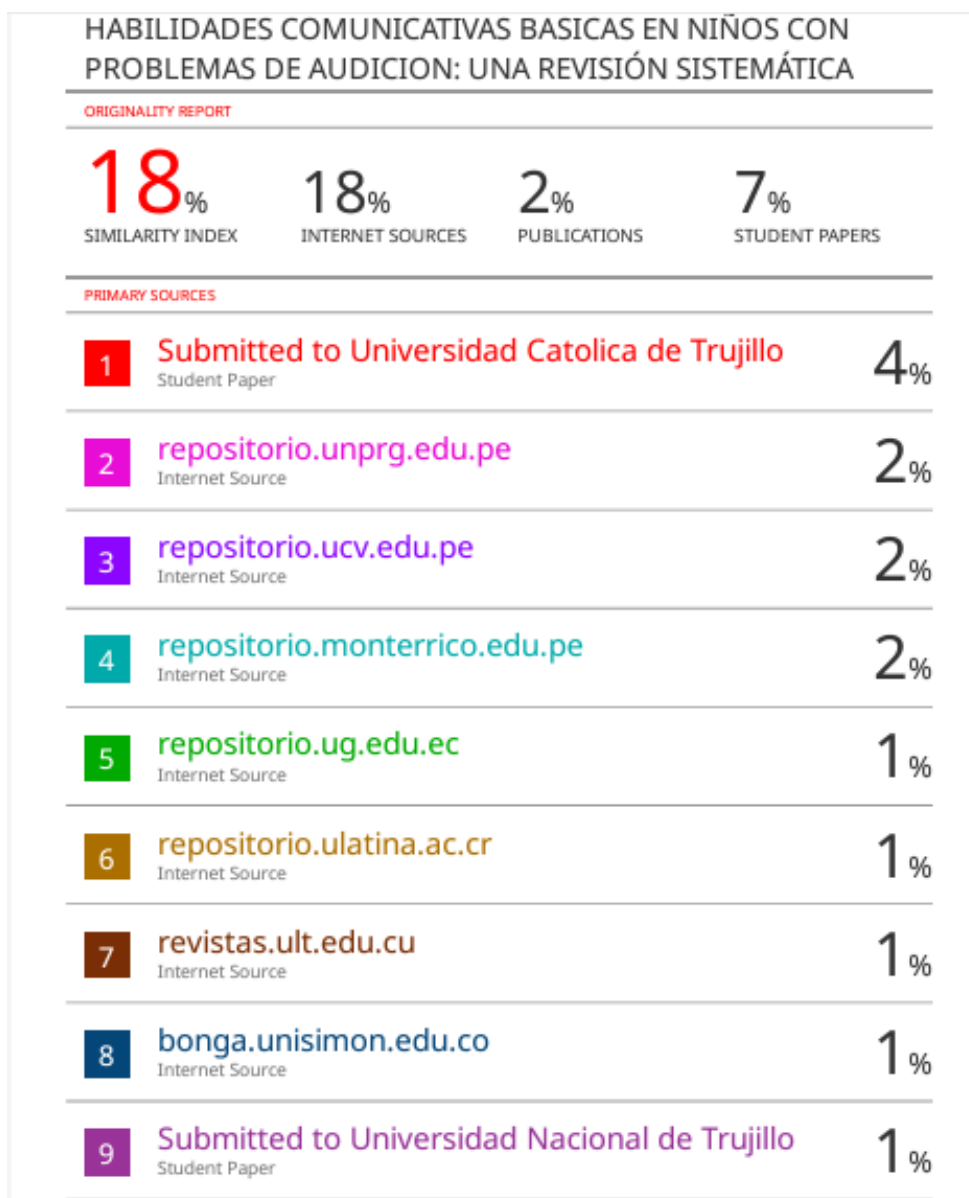 HABILIDADES COMUNICATIVAS BASICAS EN NIÑOS CON
PROBLEMAS DE AUDICION: UNA REVISIÓN SISTEMÁTICA
ORIGINALITY REPORT
18% 18% 2% 7%
SIMILARITY INDEX INTERNET SOURCES PUBLICATIONS STUDENT PAPERS
PRIMARY SOURCES
1 Submitted to Universidad Catolica de Trujillo 4%
Student Paper
2 repositorio.unprg.edu.pe 2%
Internet Source
3 repositorio.ucv.edu.pe 2%
Internet Source
4 repositorio.monterrico.edu.pe 2%
Internet Source
5 repositorio.ug.edu.ec 1%
Internet Source
6 repositorio.ulatina.ac.cr 1%
Internet Source
7 revistas.ult.edu.cu 1%
Internet Source
8 bonga.unisimon.edu.co 1%
Internet Source
9 Submitted to Universidad Nacional de Trujillo 1%
Student Paper